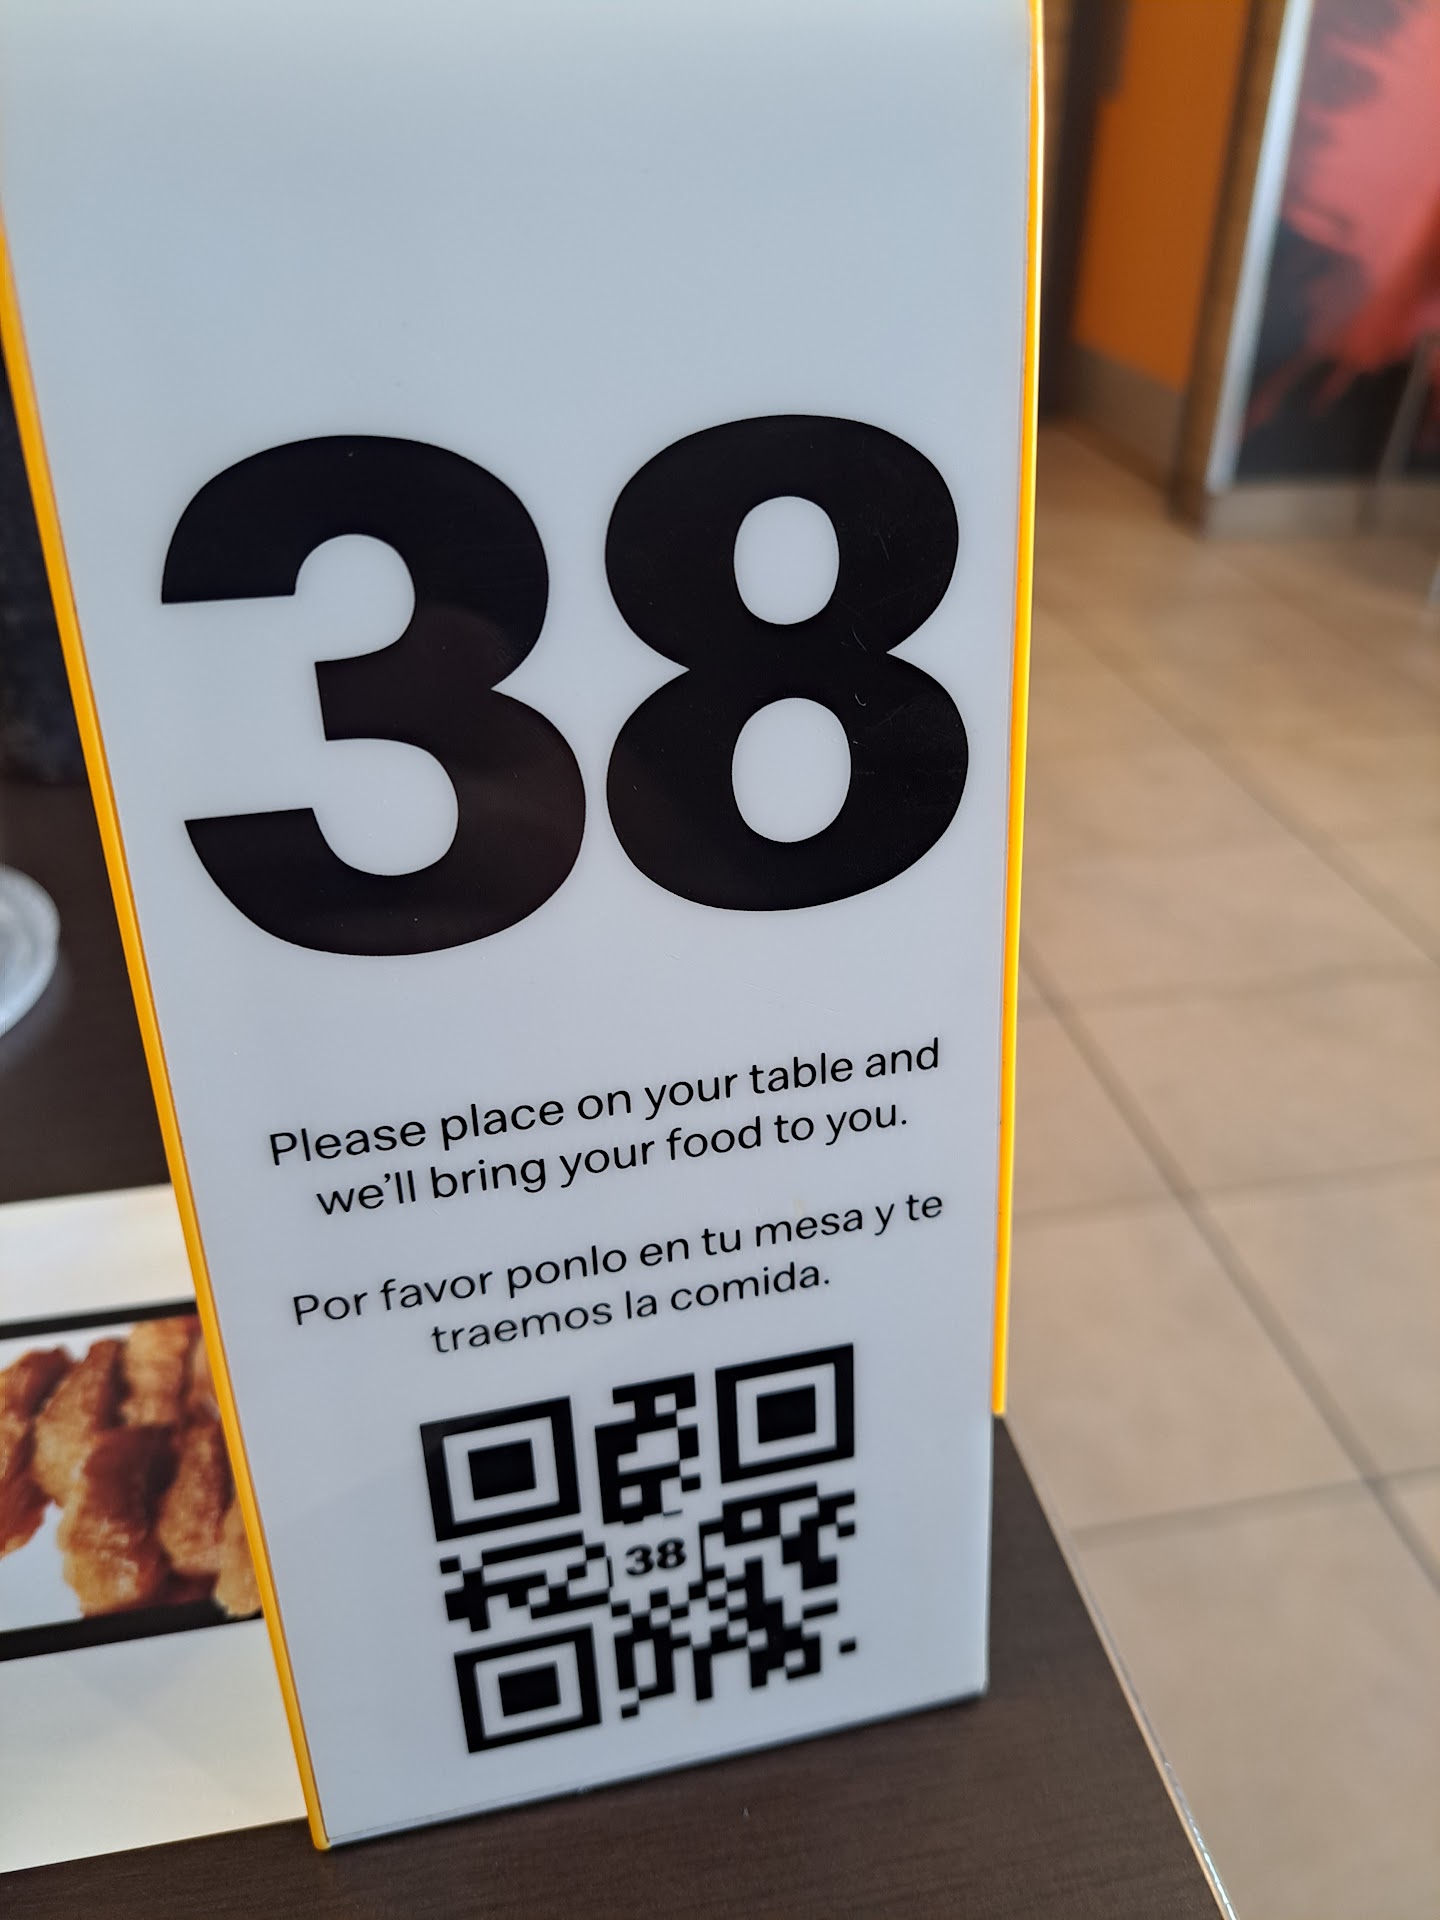 38
Please place on your table and
we'll bring your food to you.
Por favor ponlo en tu mesa y te
traemos la comida.
38